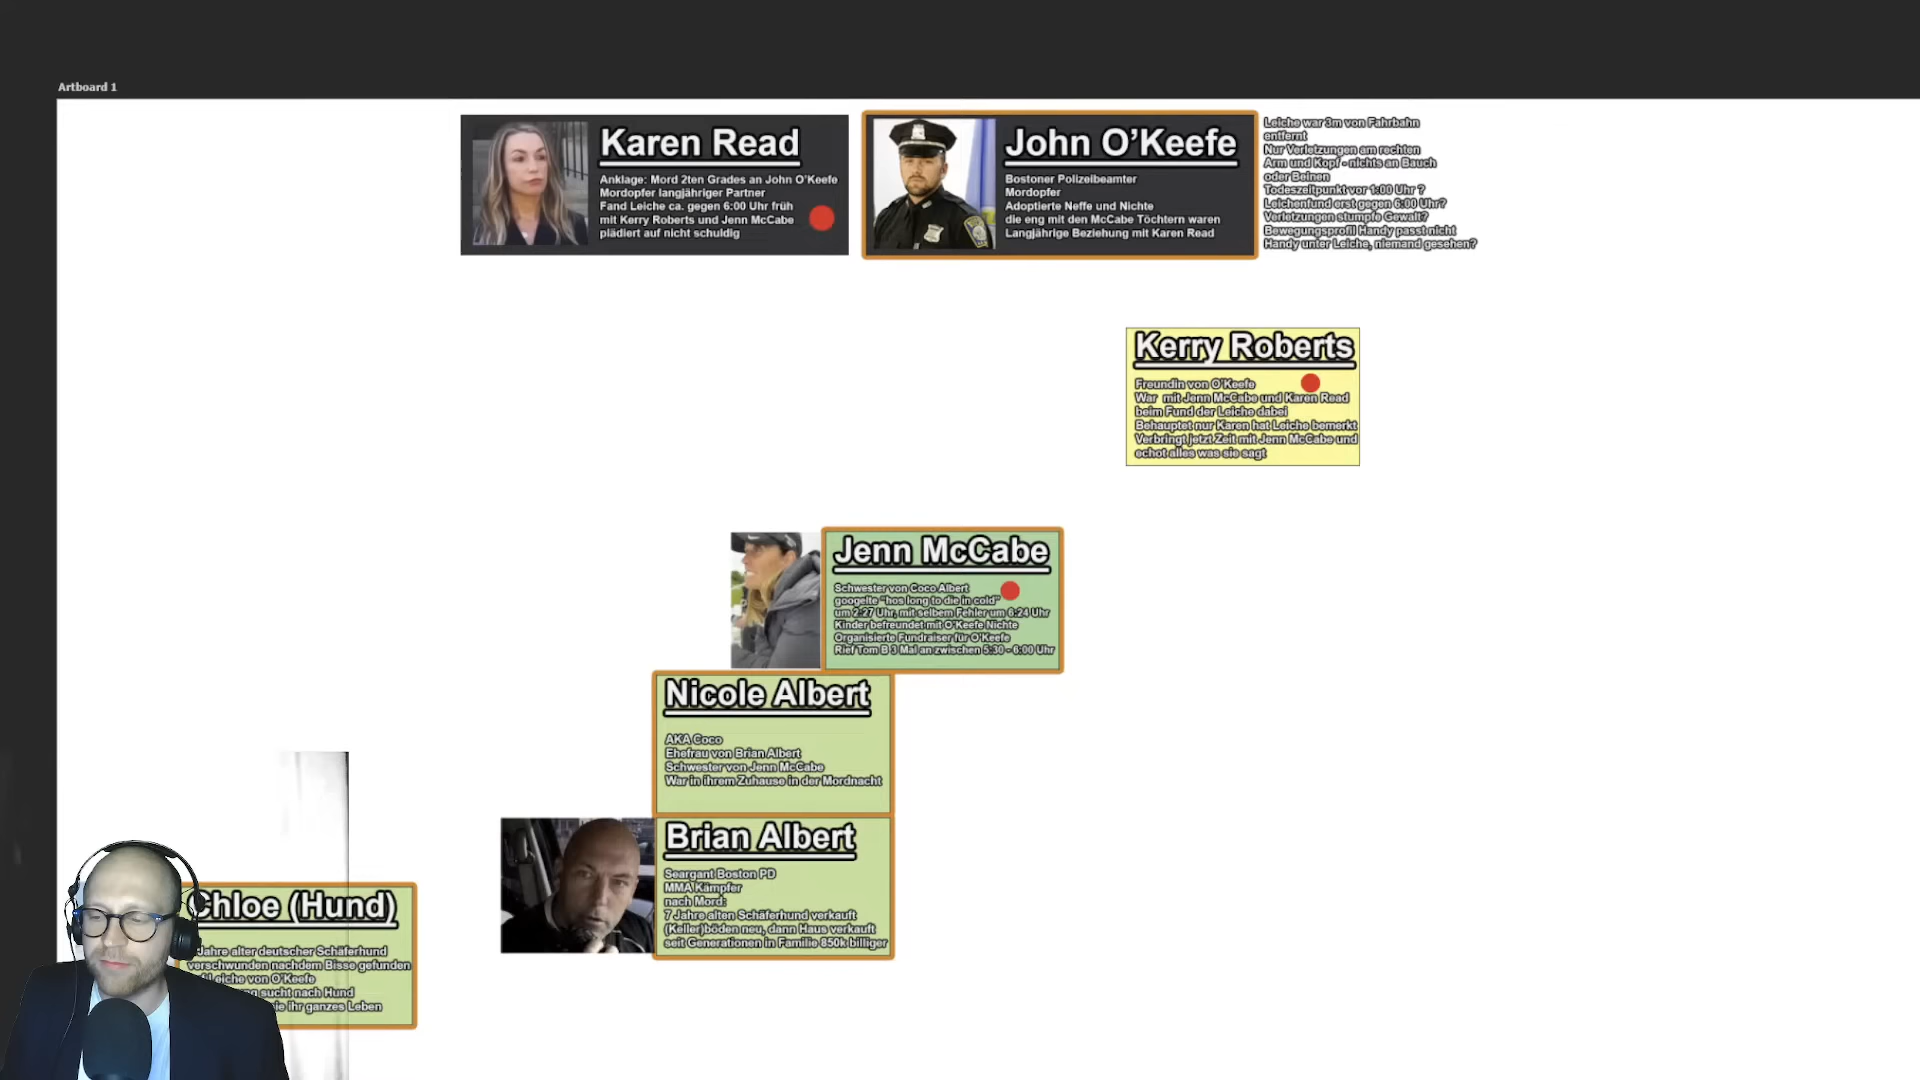 Artboard 1
Karen Read
Anklage: Mord 2ten Grades an John O'Keefe
Mordopfer langjähriger Partner
Fand Leiche ca. gegen 6:00 Uhr früh
mit Kerry Roberts und Jenn McCabe
plädiert auf nicht schuldig
John O'Keefe
Bostoner Polizeibeamter
Mordopfer
Adoptierte Neffe und Nichte
die eng mit den McCabe Töchtern waren
Langjährige Beziehung mit Karen Read
Leiche war 3m von Fahrbahn
entfernt
Nur Verletzungen am rechten
Arm und Kopf - nichts an Bauch
oder Beinen
Todeszeitpunkt vor 1:00 Uhr ?
Leichenfund erst gegen 6:00 Uhr?
Verletzungen stumpfe Gewalt?
Bewegungsprofil Handy passt nicht
Handy unter Leiche, niemand gesehen?
Kerry Roberts
Freundin von O'Keefe
War mit Jenn McCabe und Karen Read
beim Fund der Leiche dabei
Behauptet nur Karen hat Leiche bemerkt
Verbringt jetzt Zeit mit Jenn McCabe und
echot alles was sie sagt
Jenn McCabe
Schwester von Coco Albert
googelte "hos long to die in cold"
um 2:27 Uhr, mit selbem Fehler um 6:24 Uhr
Kinder befreundet mit O'Keefe Nichte
Organisierte Fundraiser für O'Keefe
Rief Tom B 3 Mal an zwischen 5:30 - 6:00 Uhr
Nicole Albert
AKA Coco
Ehefrau von Brian Albert
Schwester von Jenn McCabe
War in ihrem Zuhause in der Mordnacht
Brian Albert
Seargant Boston PD
MMA Kämpfer
nach Mord:
7 Jahre alten Schäferhund verkauft
(Keller)böden neu, dann Haus verkauft
seit Generationen in Familie 850k billiger
Chloe (Hund)
Jahre alter deutscher Schäferhund
verschwunden nachdem Bisse gefunden
Leiche von O'Keefe
sucht nach Hund
ihr ganzes Leben